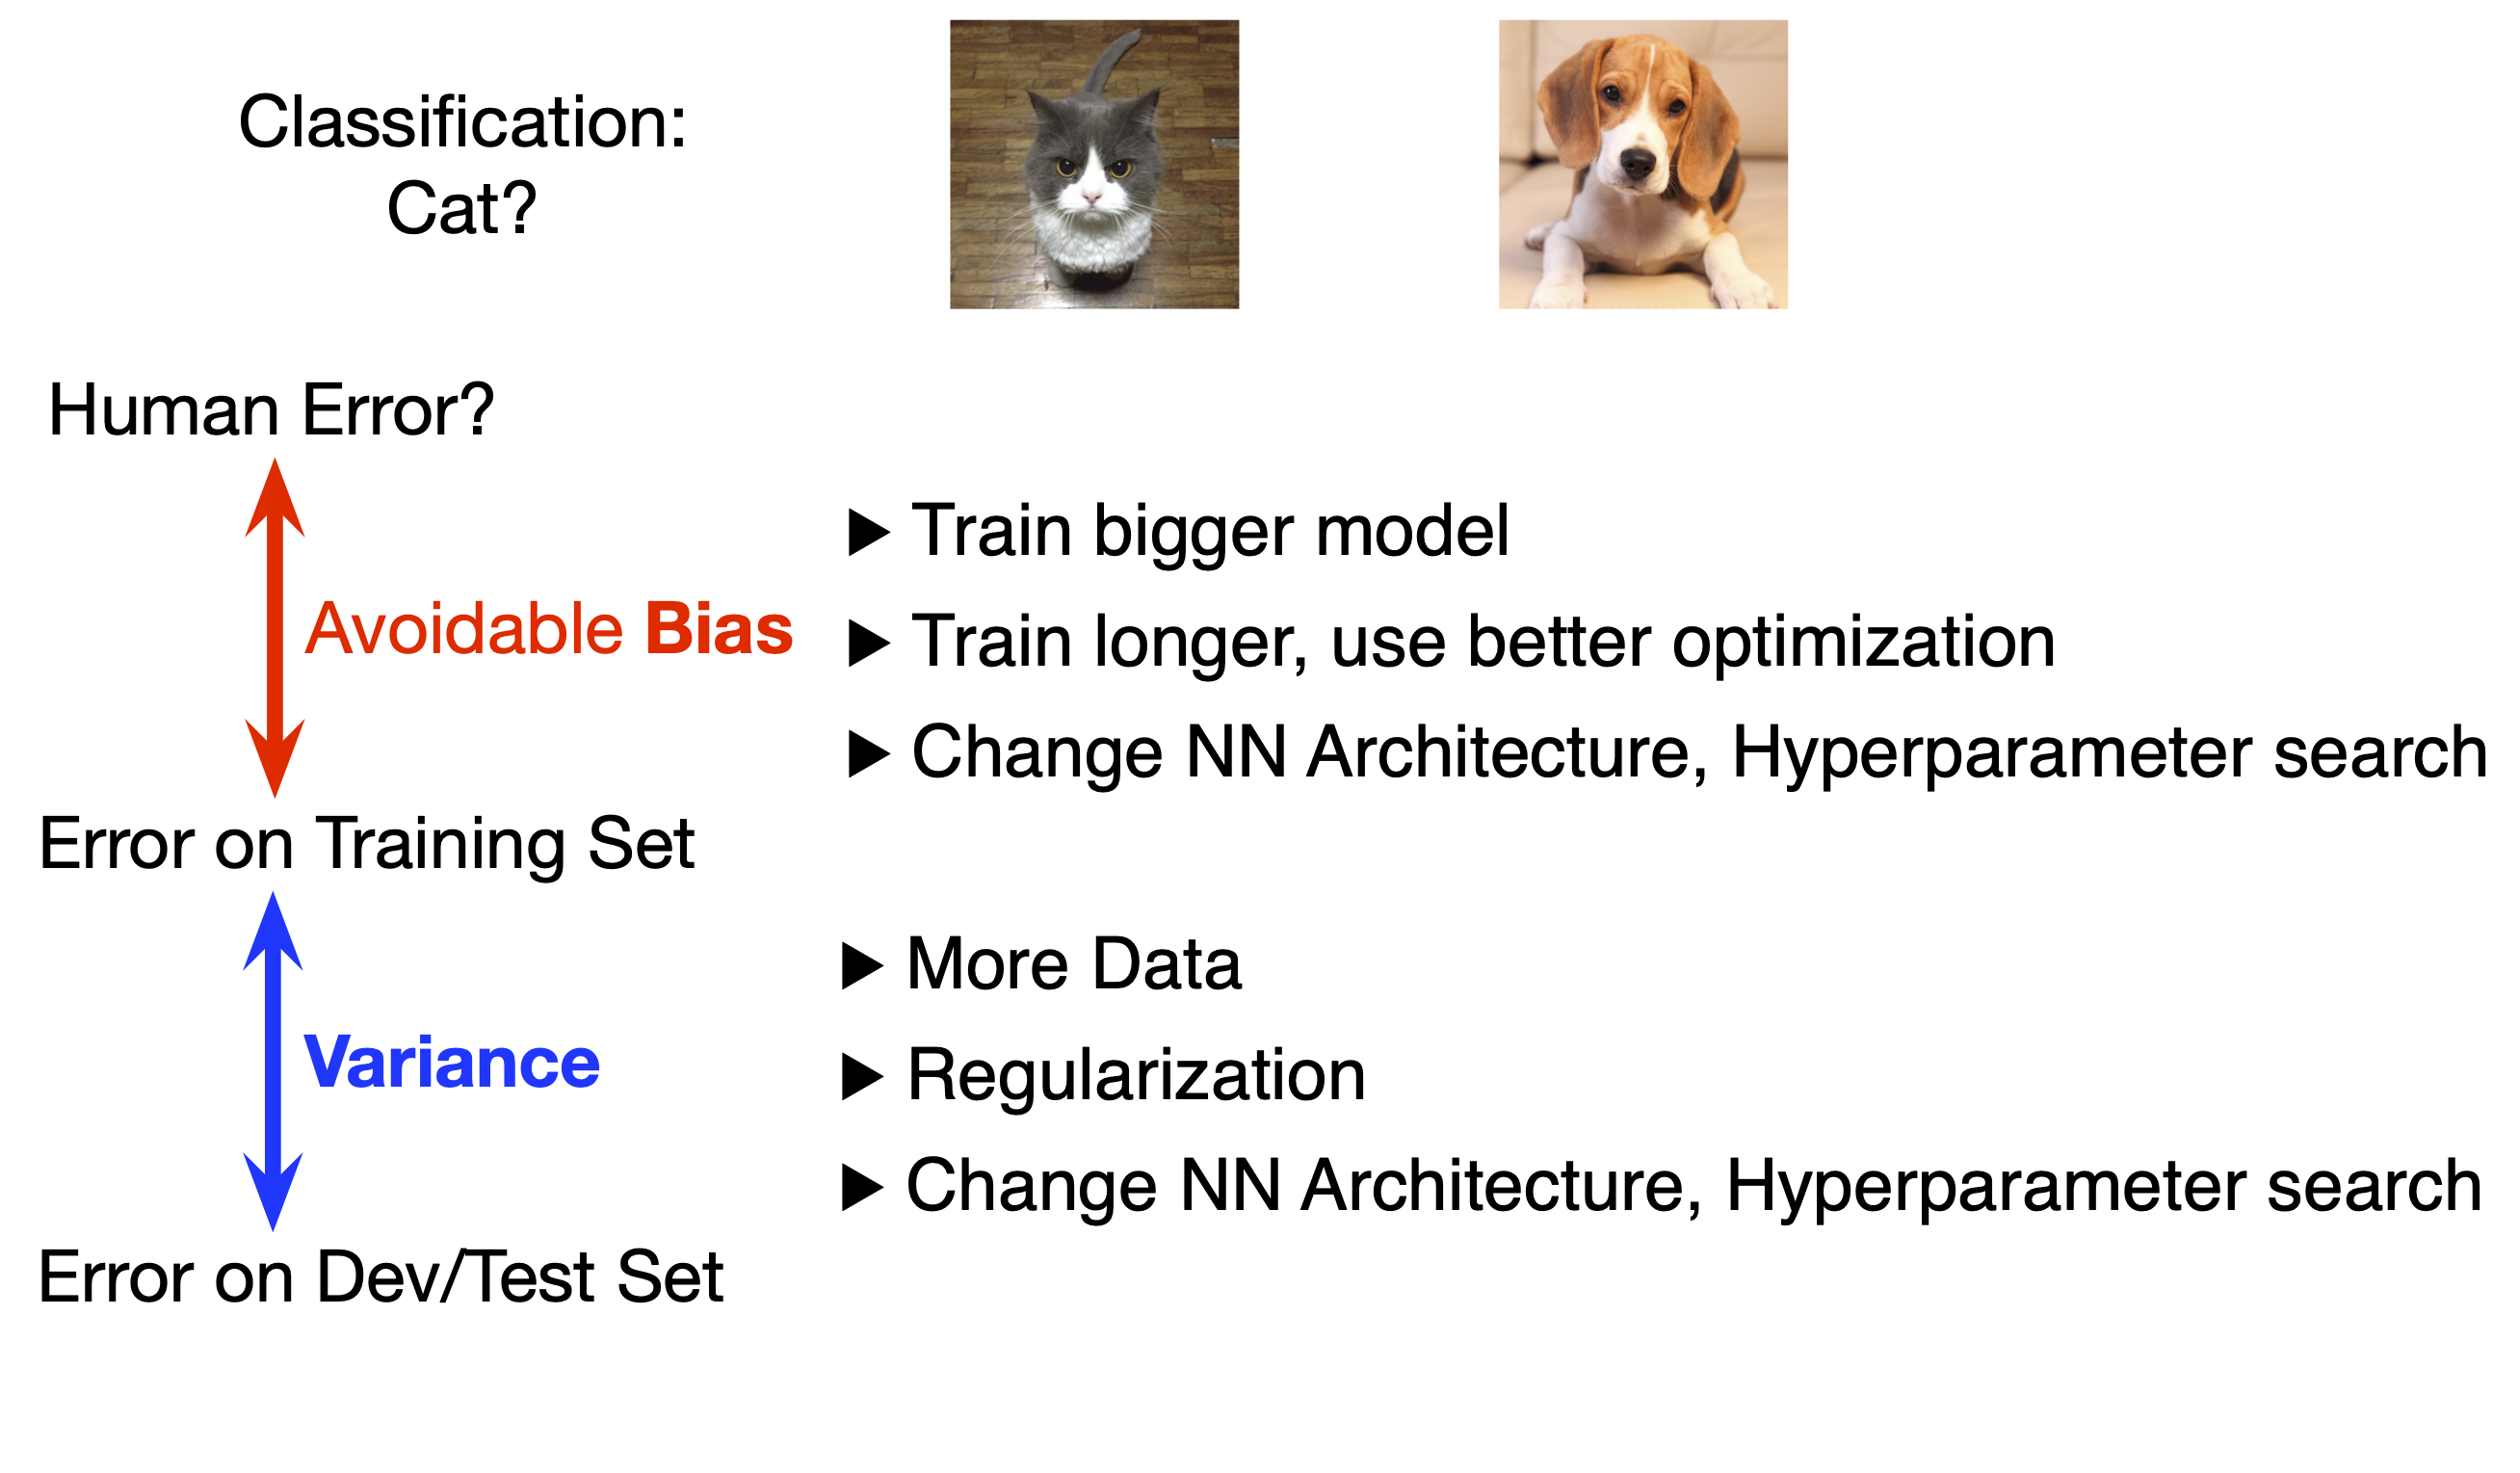 Classification:
Cat?
Human Error?
Avoidable Bias
▶ Train bigger model
▶ Train longer, use better optimization
▶ Change NN Architecture, Hyperparameter search
Error on Training Set
Variance
▶ More Data
▶ Regularization
▶ Change NN Architecture, Hyperparameter search
Error on Dev/Test Set